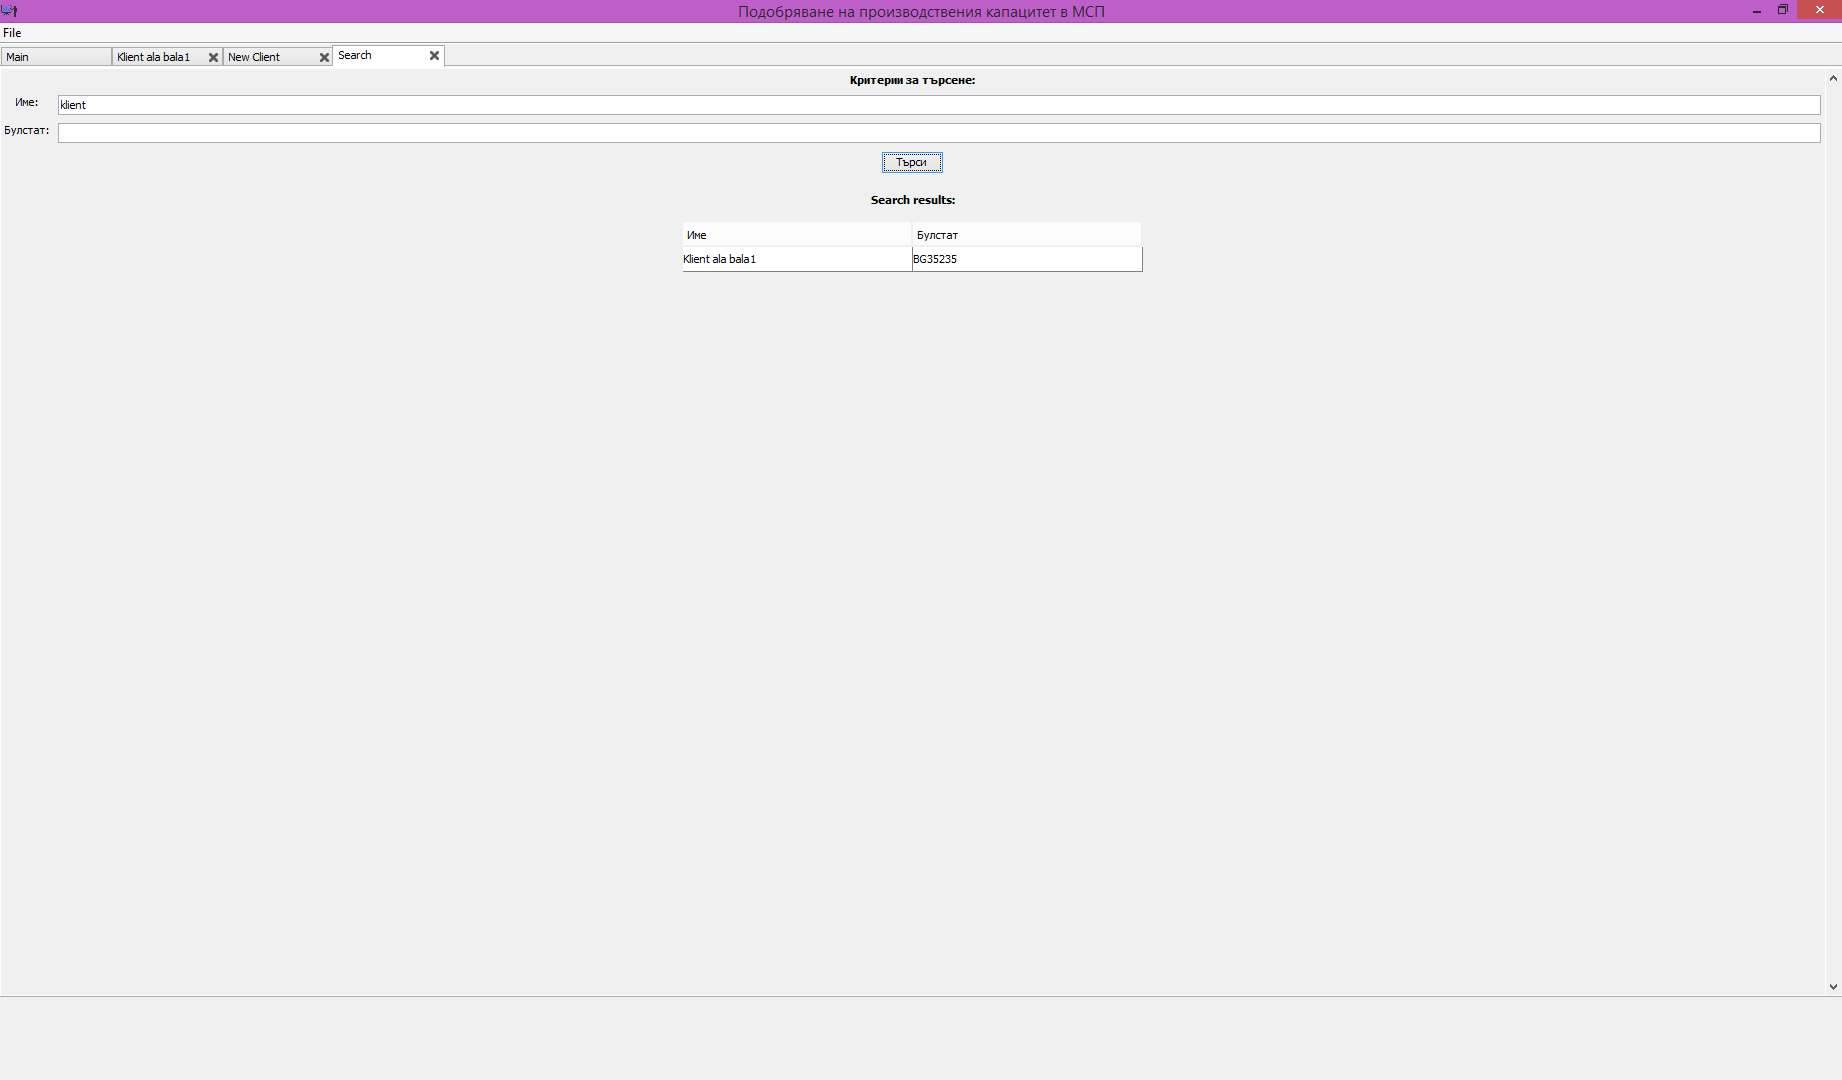 Подобряване на производствения капацитет в МСП
File
Main
Klient ala bala1
New Client
Search
Критерии за търсене:
Име: klient
Булстат:
Търси
Search results:
Име Булстат
Klient ala bala1 BG35235